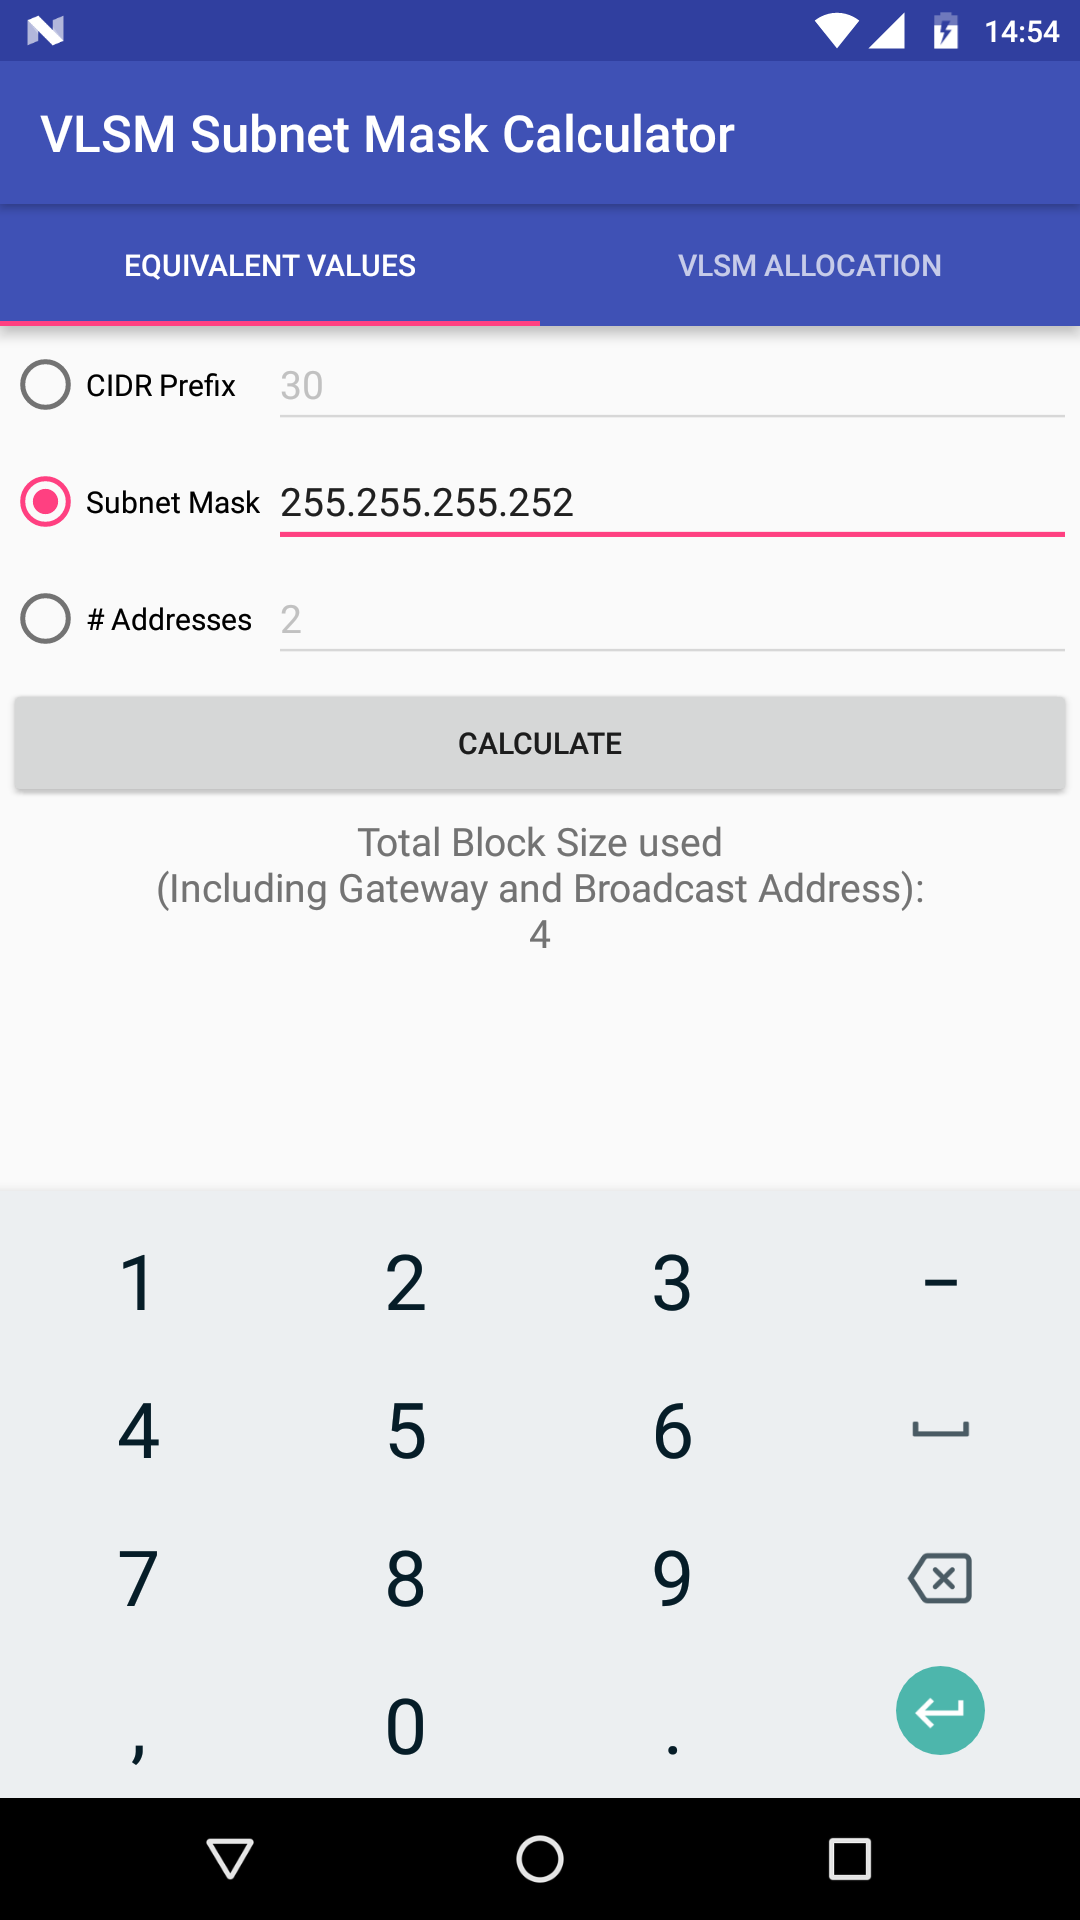 14:54
VLSM Subnet Mask Calculator
EQUIVALENT VALUES VLSM ALLOCATION
CIDR Prefix 30
Subnet Mask 255.255.255.252
# Addresses 2
CALCULATE
Total Block Size used
(Including Gateway and Broadcast Address):
4
1 2 3 –
4 5 6
7 8 9
, 0 .